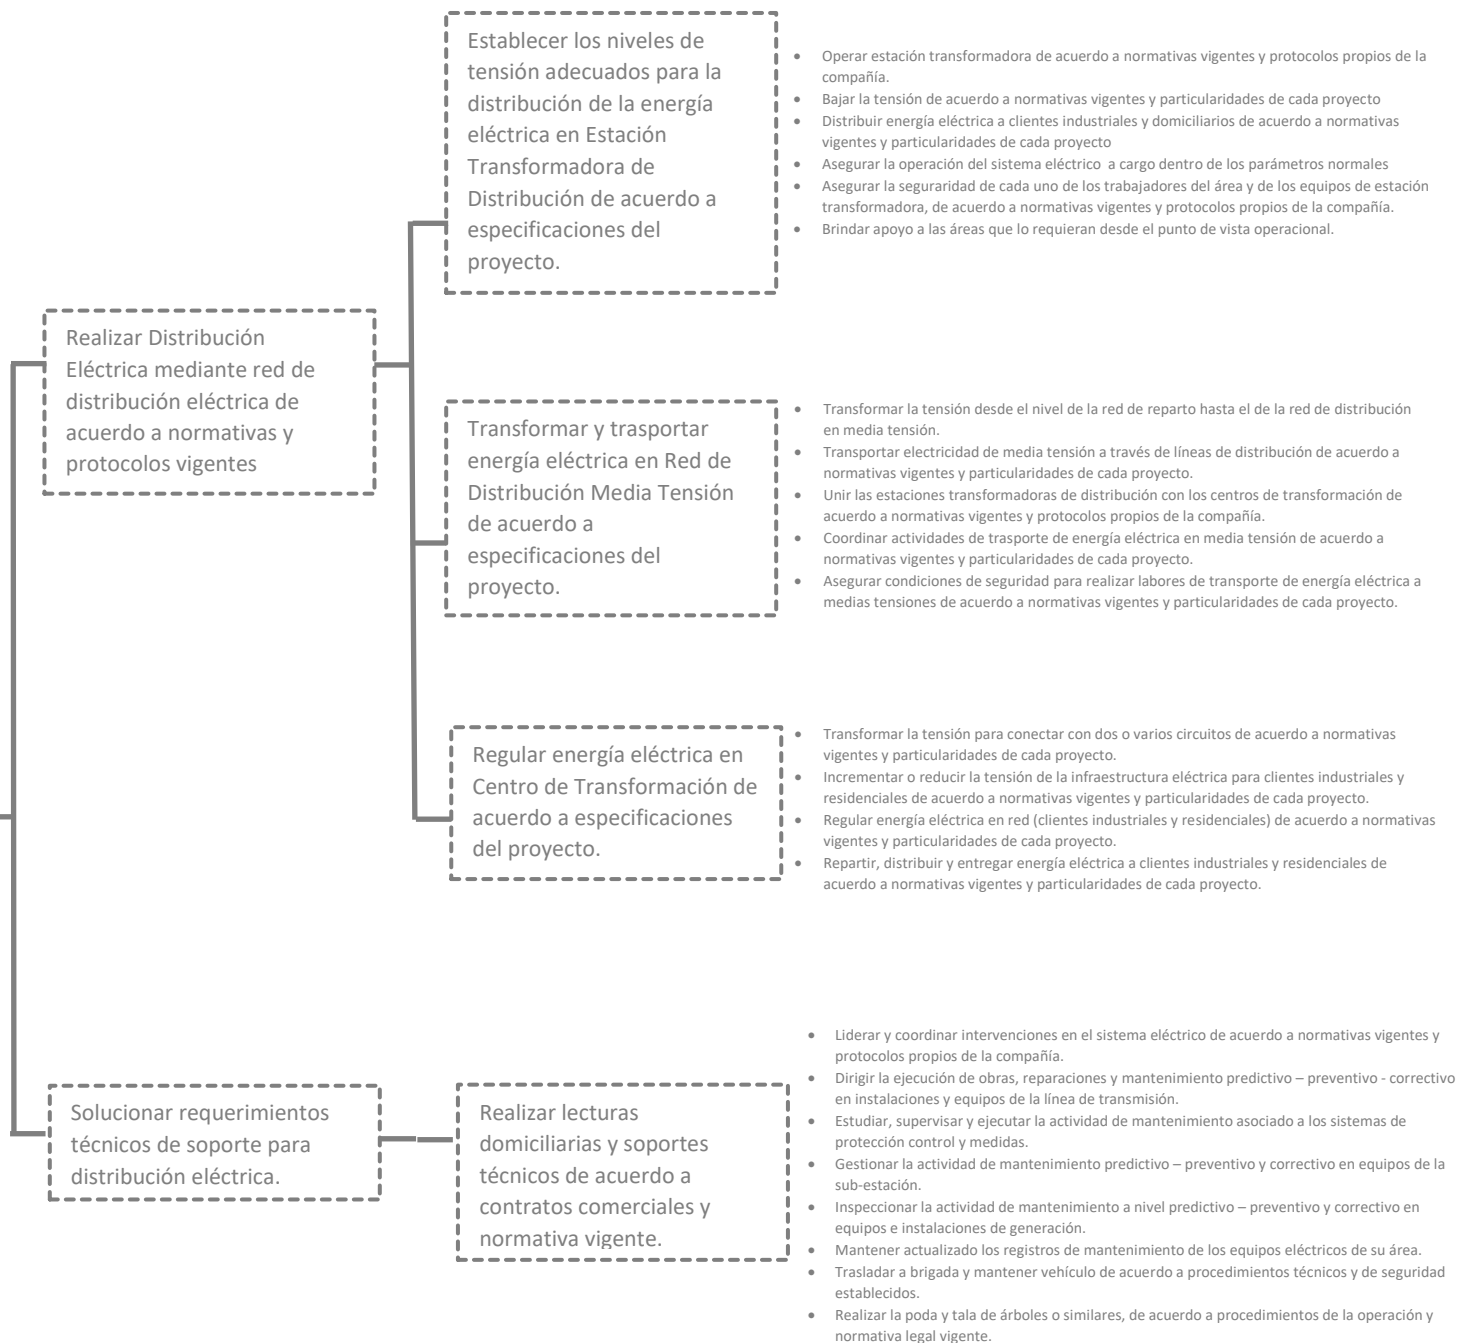 Establecer los niveles de
tensión adecuados para la
distribución de la energía
eléctrica en Estación
Transformadora de
Distribución de acuerdo a
especificaciones del
proyecto.
• Operar estación transformadora de acuerdo a normativas vigentes y protocolos propios de la
compañía.
• Bajar la tensión de acuerdo a normativas vigentes y particularidades de cada proyecto
• Distribuir energía eléctrica a clientes industriales y domiciliarios de acuerdo a normativas
vigentes y particularidades de cada proyecto
• Asegurar la operación del sistema eléctrico a cargo dentro de los parámetros normales
• Asegurar la seguraridad de cada uno de los trabajadores del área y de los equipos de estación
transformadora, de acuerdo a normativas vigentes y protocolos propios de la compañía.
• Brindar apoyo a las áreas que lo requieran desde el punto de vista operacional.
Realizar Distribución
Eléctrica mediante red de
distribución eléctrica de
acuerdo a normativas y
protocolos vigentes
Transformar y trasportar
energía eléctrica en Red de
Distribución Media Tensión
de acuerdo a
especificaciones del
proyecto.
• Transformar la tensión desde el nivel de la red de reparto hasta el de la red de distribución
en media tensión.
• Transportar electricidad de media tensión a través de líneas de distribución de acuerdo a
normativas vigentes y particularidades de cada proyecto.
• Unir las estaciones transformadoras de distribución con los centros de transformación de
acuerdo a normativas vigentes y protocolos propios de la compañía.
• Coordinar actividades de trasporte de energía eléctrica en media tensión de acuerdo a
normativas vigentes y particularidades de cada proyecto.
• Asegurar condiciones de seguridad para realizar labores de transporte de energía eléctrica a
medias tensiones de acuerdo a normativas vigentes y particularidades de cada proyecto.
Regular energía eléctrica en
Centro de Transformación de
acuerdo a especificaciones
del proyecto.
• Transformar la tensión para conectar con dos o varios circuitos de acuerdo a normativas
vigentes y particularidades de cada proyecto.
• Incrementar o reducir la tensión de la infraestructura eléctrica para clientes industriales y
residenciales de acuerdo a normativas vigentes y particularidades de cada proyecto.
• Regular energía eléctrica en red (clientes industriales y residenciales) de acuerdo a normativas
vigentes y particularidades de cada proyecto.
• Repartir, distribuir y entregar energía eléctrica a clientes industriales y residenciales de
acuerdo a normativas vigentes y particularidades de cada proyecto.
Solucionar requerimientos
técnicos de soporte para
distribución eléctrica.
Realizar lecturas
domiciliarias y soportes
técnicos de acuerdo a
contratos comerciales y
normativa vigente.
• Liderar y coordinar intervenciones en el sistema eléctrico de acuerdo a normativas vigentes y
protocolos propios de la compañía.
• Dirigir la ejecución de obras, reparaciones y mantenimiento predictivo – preventivo - correctivo
en instalaciones y equipos de la línea de transmisión.
• Estudiar, supervisar y ejecutar la actividad de mantenimiento asociado a los sistemas de
protección control y medidas.
• Gestionar la actividad de mantenimiento predictivo – preventivo y correctivo en equipos de la
sub-estación.
• Inspeccionar la actividad de mantenimiento a nivel predictivo – preventivo y correctivo en
equipos e instalaciones de generación.
• Mantener actualizado los registros de mantenimiento de los equipos eléctricos de su área.
• Trasladar a brigada y mantener vehículo de acuerdo a procedimientos técnicos y de seguridad
establecidos.
• Realizar la poda y tala de árboles o similares, de acuerdo a procedimientos de la operación y
normativa legal vigente.